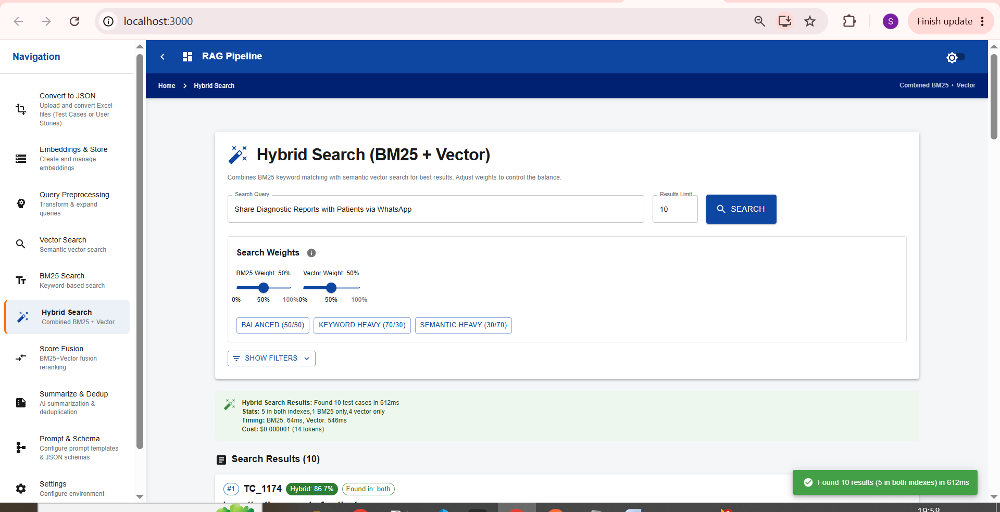 localhost:3000
S
Finish update
Navigation
Convert to JSON
Upload and convert Excel
files (Test Cases or User
Stories)
Embeddings & Store
Create and manage
embeddings
Query Preprocessing
Transform & expand
queries
Vector Search
Semantic vector search
BM25 Search
Keyword-based search
Hybrid Search
Combined BM25 + Vector
Score Fusion
BM25+Vector fusion
reranking
Summarize & Dedup
AI summarization &
deduplication
Prompt & Schema
Configure prompt templates
& JSON schemas
Settings
Configure environment
RAG Pipeline
Home > Hybrid Search
Combined BM25 + Vector
Hybrid Search (BM25 + Vector)
Combines BM25 keyword matching with semantic vector search for best results. Adjust weights to control the balance.
Search Query
Share Diagnostic Reports with Patients via WhatsApp
Results Limit
10
SEARCH
Search Weights
BM25 Weight: 50%
Vector Weight: 50%
0% 50% 100%
0% 50% 100%
BALANCED (50/50)
KEYWORD HEAVY (70/30)
SEMANTIC HEAVY (30/70)
SHOW FILTERS
Hybrid Search Results: Found 10 test cases in 612ms
Stats: 5 in both indexes,1 BM25 only,4 vector only
Timing: BM25: 64ms, Vector: 546ms
Cost: $0.000001 (14 tokens)
Search Results (10)
#1 TC_1174 Hybrid: 86.7% Found in: both
Found 10 results (5 in both indexes) in 612ms
19:58